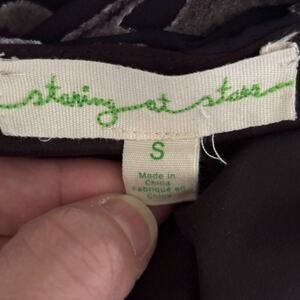 staring at stars
S
Made in
China
Fabriqué en
Chine